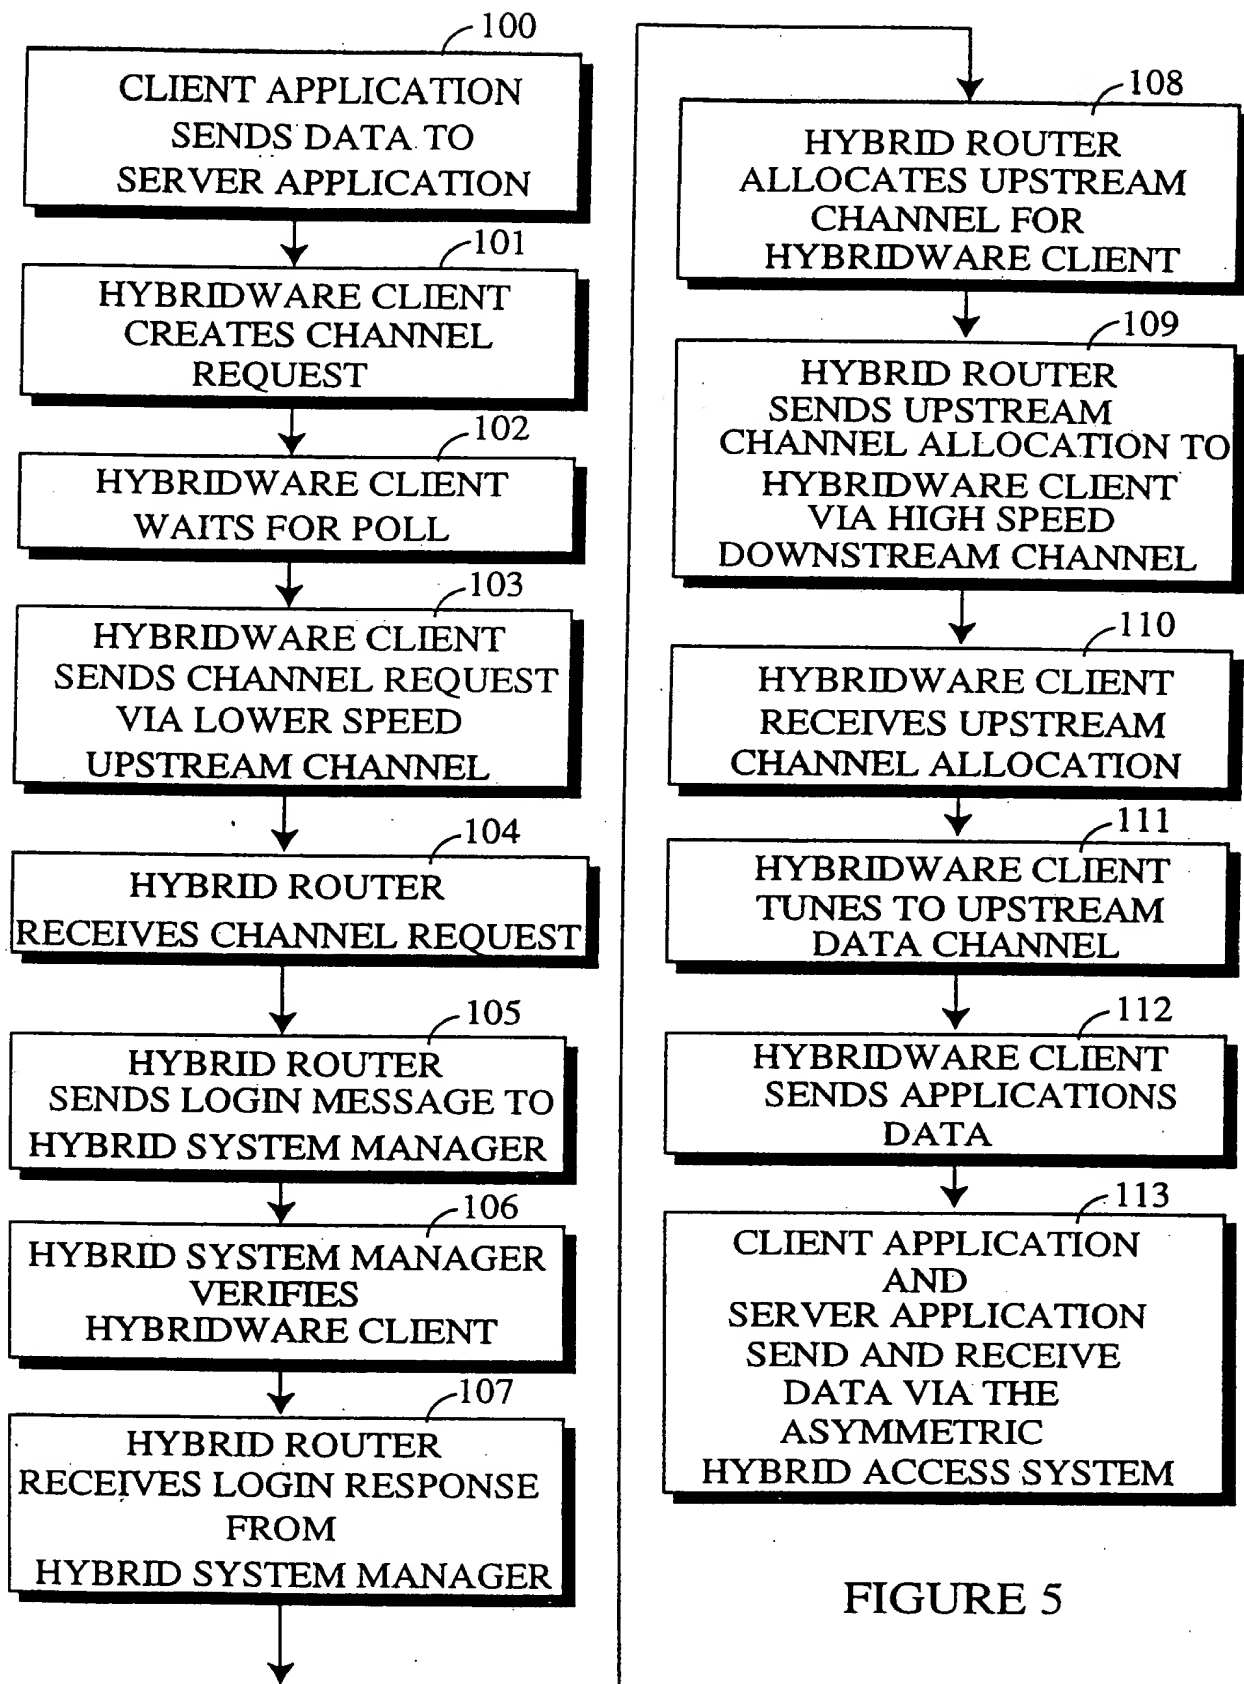 100
CLIENT APPLICATION
SENDS DATA TO
SERVER APPLICATION
101
HYBRIDWARE CLIENT
CREATES CHANNEL
REQUEST
102
HYBRIDWARE CLIENT
WAITS FOR POLL
103
HYBRIDWARE CLIENT
SENDS CHANNEL REQUEST
VIA LOWER SPEED
UPSTREAM CHANNEL
104
HYBRID ROUTER
RECEIVES CHANNEL REQUEST
105
HYBRID ROUTER
SENDS LOGIN MESSAGE TO
HYBRID SYSTEM MANAGER
106
HYBRID SYSTEM MANAGER
VERIFIES
HYBRIDWARE CLIENT
107
HYBRID ROUTER
RECEIVES LOGIN RESPONSE
FROM
HYBRID SYSTEM MANAGER
108
HYBRID ROUTER
ALLOCATES UPSTREAM
CHANNEL FOR
HYBRIDWARE CLIENT
109
HYBRID ROUTER
SENDS UPSTREAM
CHANNEL ALLOCATION TO
HYBRIDWARE CLIENT
VIA HIGH SPEED
DOWNSTREAM CHANNEL
110
HYBRIDWARE CLIENT
RECEIVES UPSTREAM
CHANNEL ALLOCATION
111
HYBRIDWARE CLIENT
TUNES TO UPSTREAM
DATA CHANNEL
112
HYBRIDWARE CLIENT
SENDS APPLICATIONS
DATA
113
CLIENT APPLICATION
AND
SERVER APPLICATION
SEND AND RECEIVE
DATA VIA THE
ASYMMETRIC
HYBRID ACCESS SYSTEM
FIGURE 5